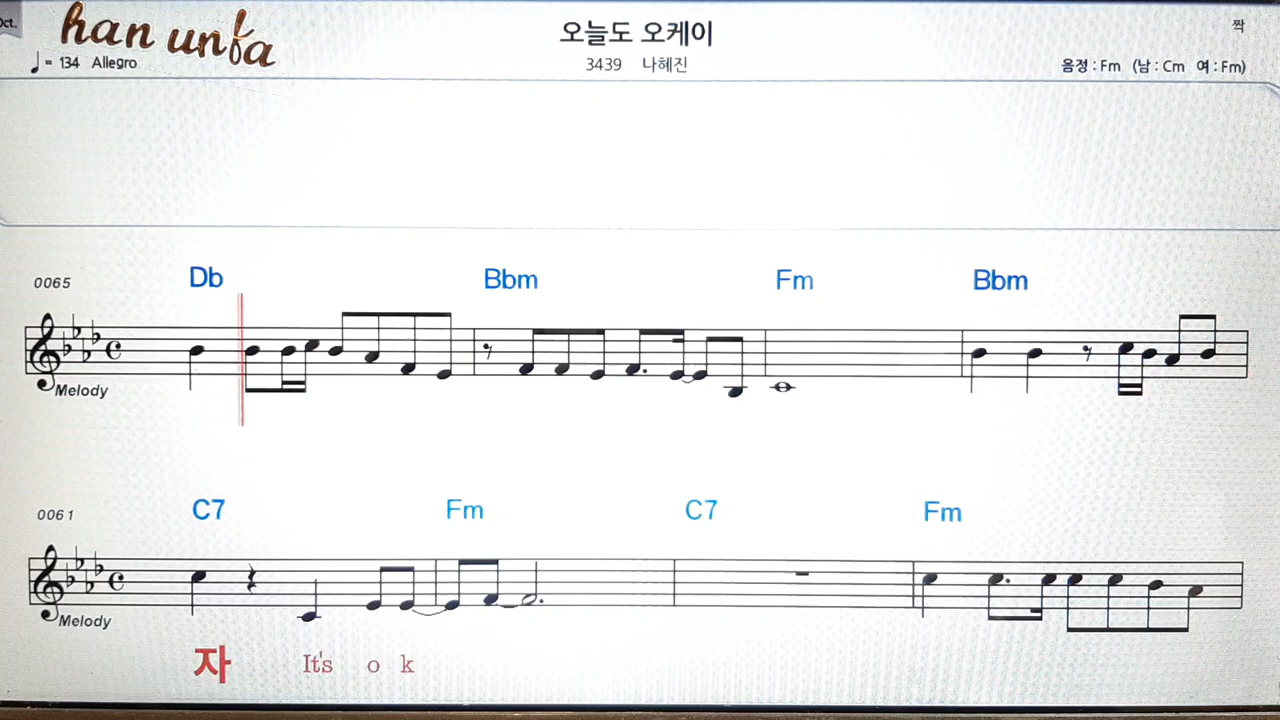 Oct.
han unfa
오늘도 오케이
짝
♩= 134 Allegro
3439 나혜진
음정 : Fm (남 : Cm 여 : Fm)
0065
Db Bbm Fm Bbm
Melody
0061
C7 Fm C7 Fm
Melody
자 It's o k